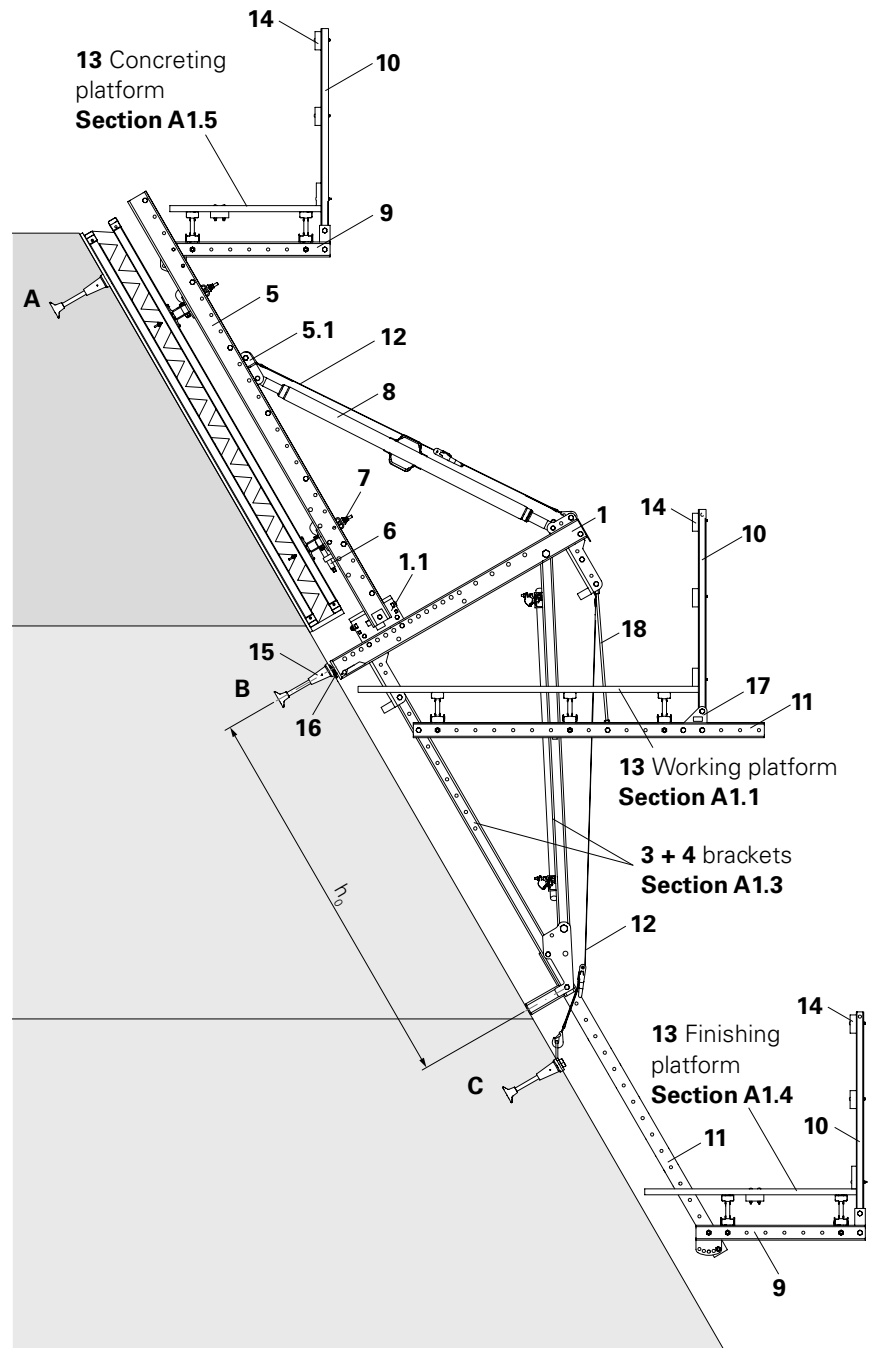 14
13 Concreting
platform
Section A1.5
10
9
A
5
5.1
12
8
7
6
1.1
14
1
10
18
15
B
16
17
11
13 Working platform
Section A1.1
3 + 4 brackets
Section A1.3
h0
12
14
13 Finishing
platform
Section A1.4
C
11
10
9